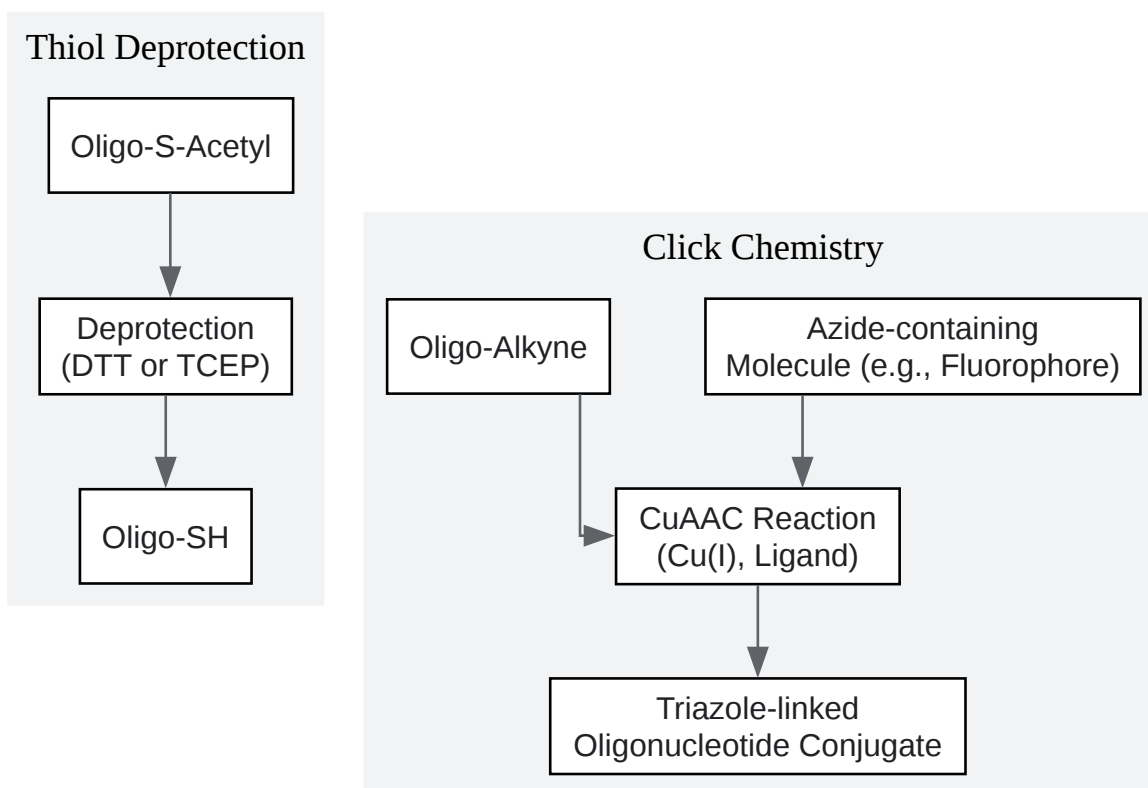 Thiol Deprotection
Oligo-S-Acetyl
Deprotection
(DTT or TCEP)
Oligo-SH
Click Chemistry
Oligo-Alkyne
Azide-containing
Molecule (e.g., Fluorophore)
CuAAC Reaction
(Cu(I), Ligand)
Triazole-linked
Oligonucleotide Conjugate